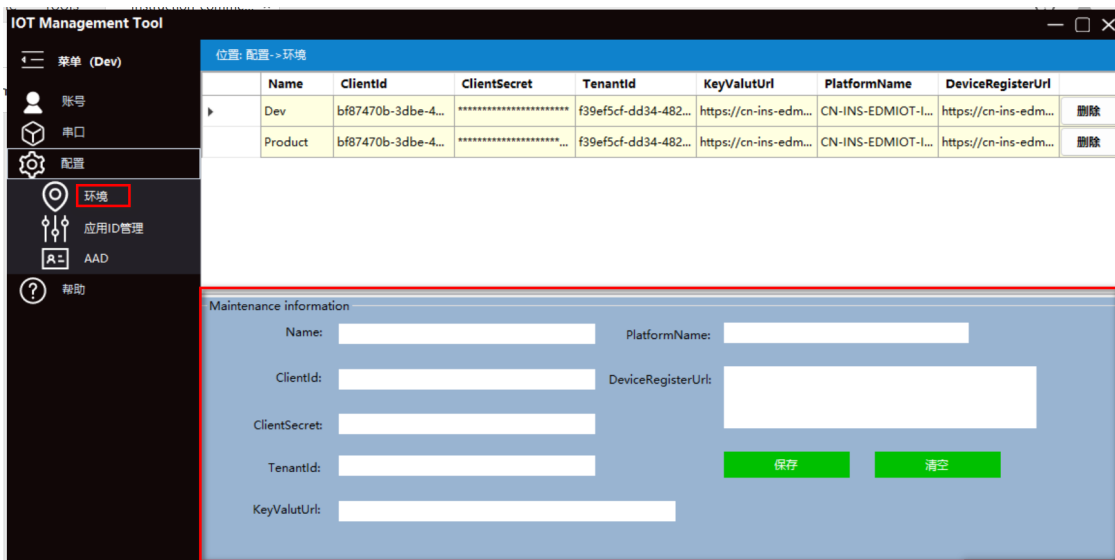 IOT Management Tool
菜单 (Dev)
账号
串口
配置
环境
应用ID管理
AAD
帮助
位置: 配置->环境
Name ClientId ClientSecret TenantId KeyValutUrl PlatformName DeviceRegisterUrl
Dev bf87470b-3dbe-4... *********************** f39ef5cf-dd34-482... https://cn-ins-edm... CN-INS-EDMIOT-I... https://cn-ins-edm... 删除
Product bf87470b-3dbe-4... *********************... f39ef5cf-dd34-482... https://cn-ins-edm... CN-INS-EDMIOT-I... https://cn-ins-edm... 删除
Maintenance information
Name:
PlatformName:
ClientId:
DeviceRegisterUrl:
ClientSecret:
TenantId:
保存 清空
KeyValutUrl: